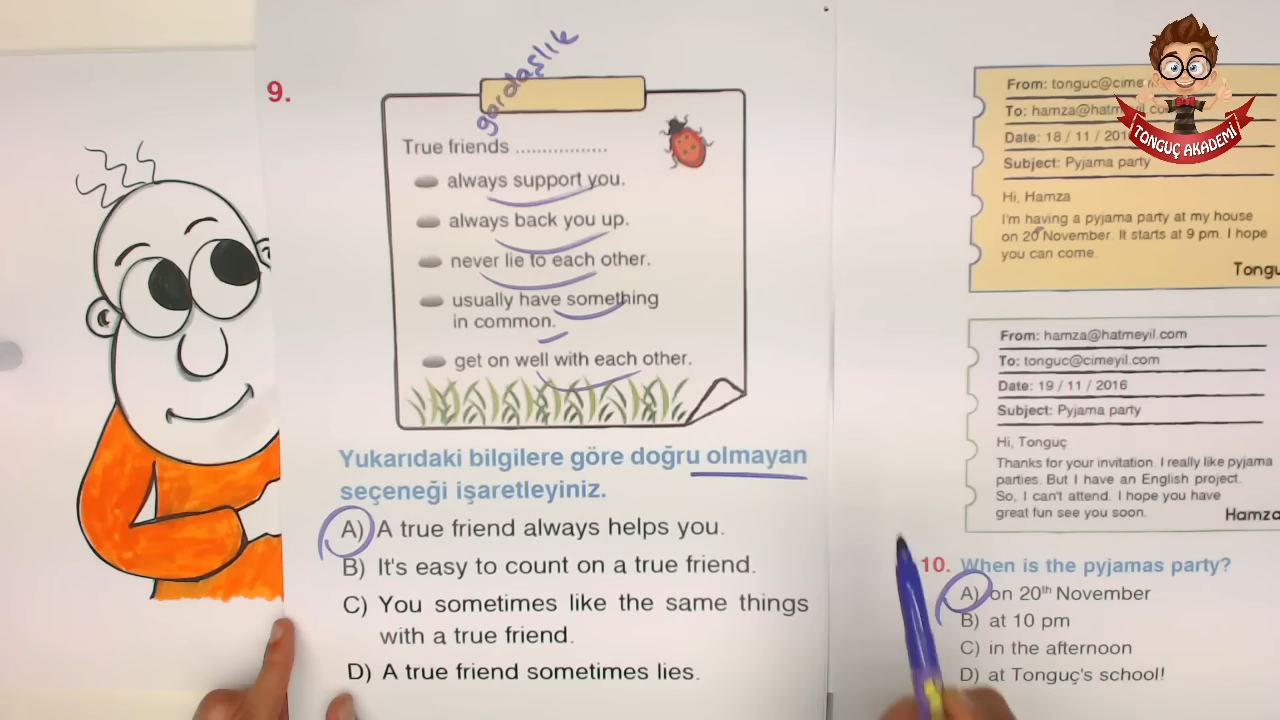 9.
gardaşlık
True friends ................
always support you.
always back you up.
never lie to each other.
usually have something
in common.
get on well with each other.
Yukarıdaki bilgilere göre doğru olmayan
seçeneği işaretleyiniz.
A) A true friend always helps you.
B) It's easy to count on a true friend.
C) You sometimes like the same things
with a true friend.
D) A true friend sometimes lies.
TONGUÇ AKADEMİ
From: tonguc@cimeyil
To: hamza@hatmeyil.co
Date: 18 / 11 / 201
Subject: Pyjama party
Hi, Hamza
I'm having a pyjama party at my house
on 20 November. It starts at 9 pm. I hope
you can come.
Tongu
From: hamza@hatmeyil.com
To: tonguc@cimeyil.com
Date: 19 / 11 / 2016
Subject: Pyjama party
Hi, Tonguç
Thanks for your invitation. I really like pyjama
parties. But I have an English project.
So, I can't attend. I hope you have
great fun see you soon.
Hamza
10. When is the pyjamas party?
A) on 20th November
B) at 10 pm
C) in the afternoon
D) at Tonguç's school!